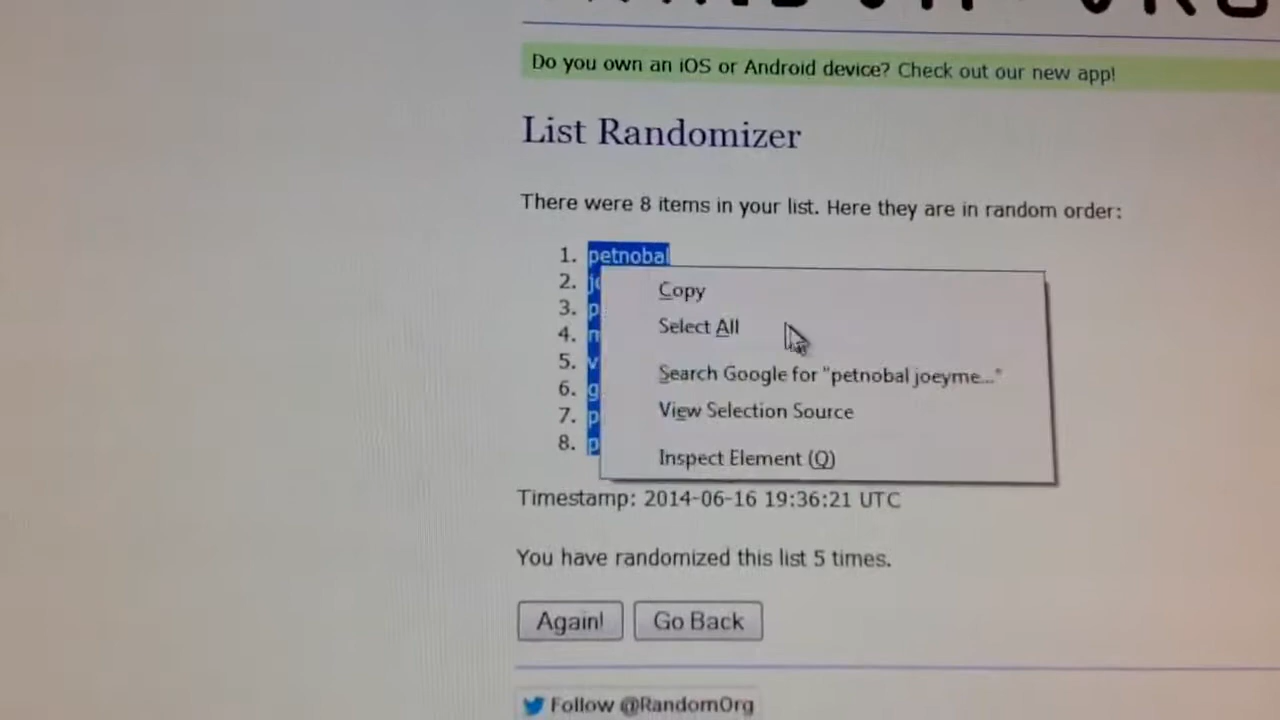 Do you own an iOS or Android device? Check out our new app!
List Randomizer
There were 8 items in your list. Here they are in random order:
1. petnobal
2.
3. p
4. m
5. v
6. g
7. p
8. p
Copy
Select All
Search Google for "petnobal joeyme..."
View Selection Source
Inspect Element (Q)
Timestamp: 2014-06-16 19:36:21 UTC
You have randomized this list 5 times.
Again! Go Back
Follow @RandomOrg